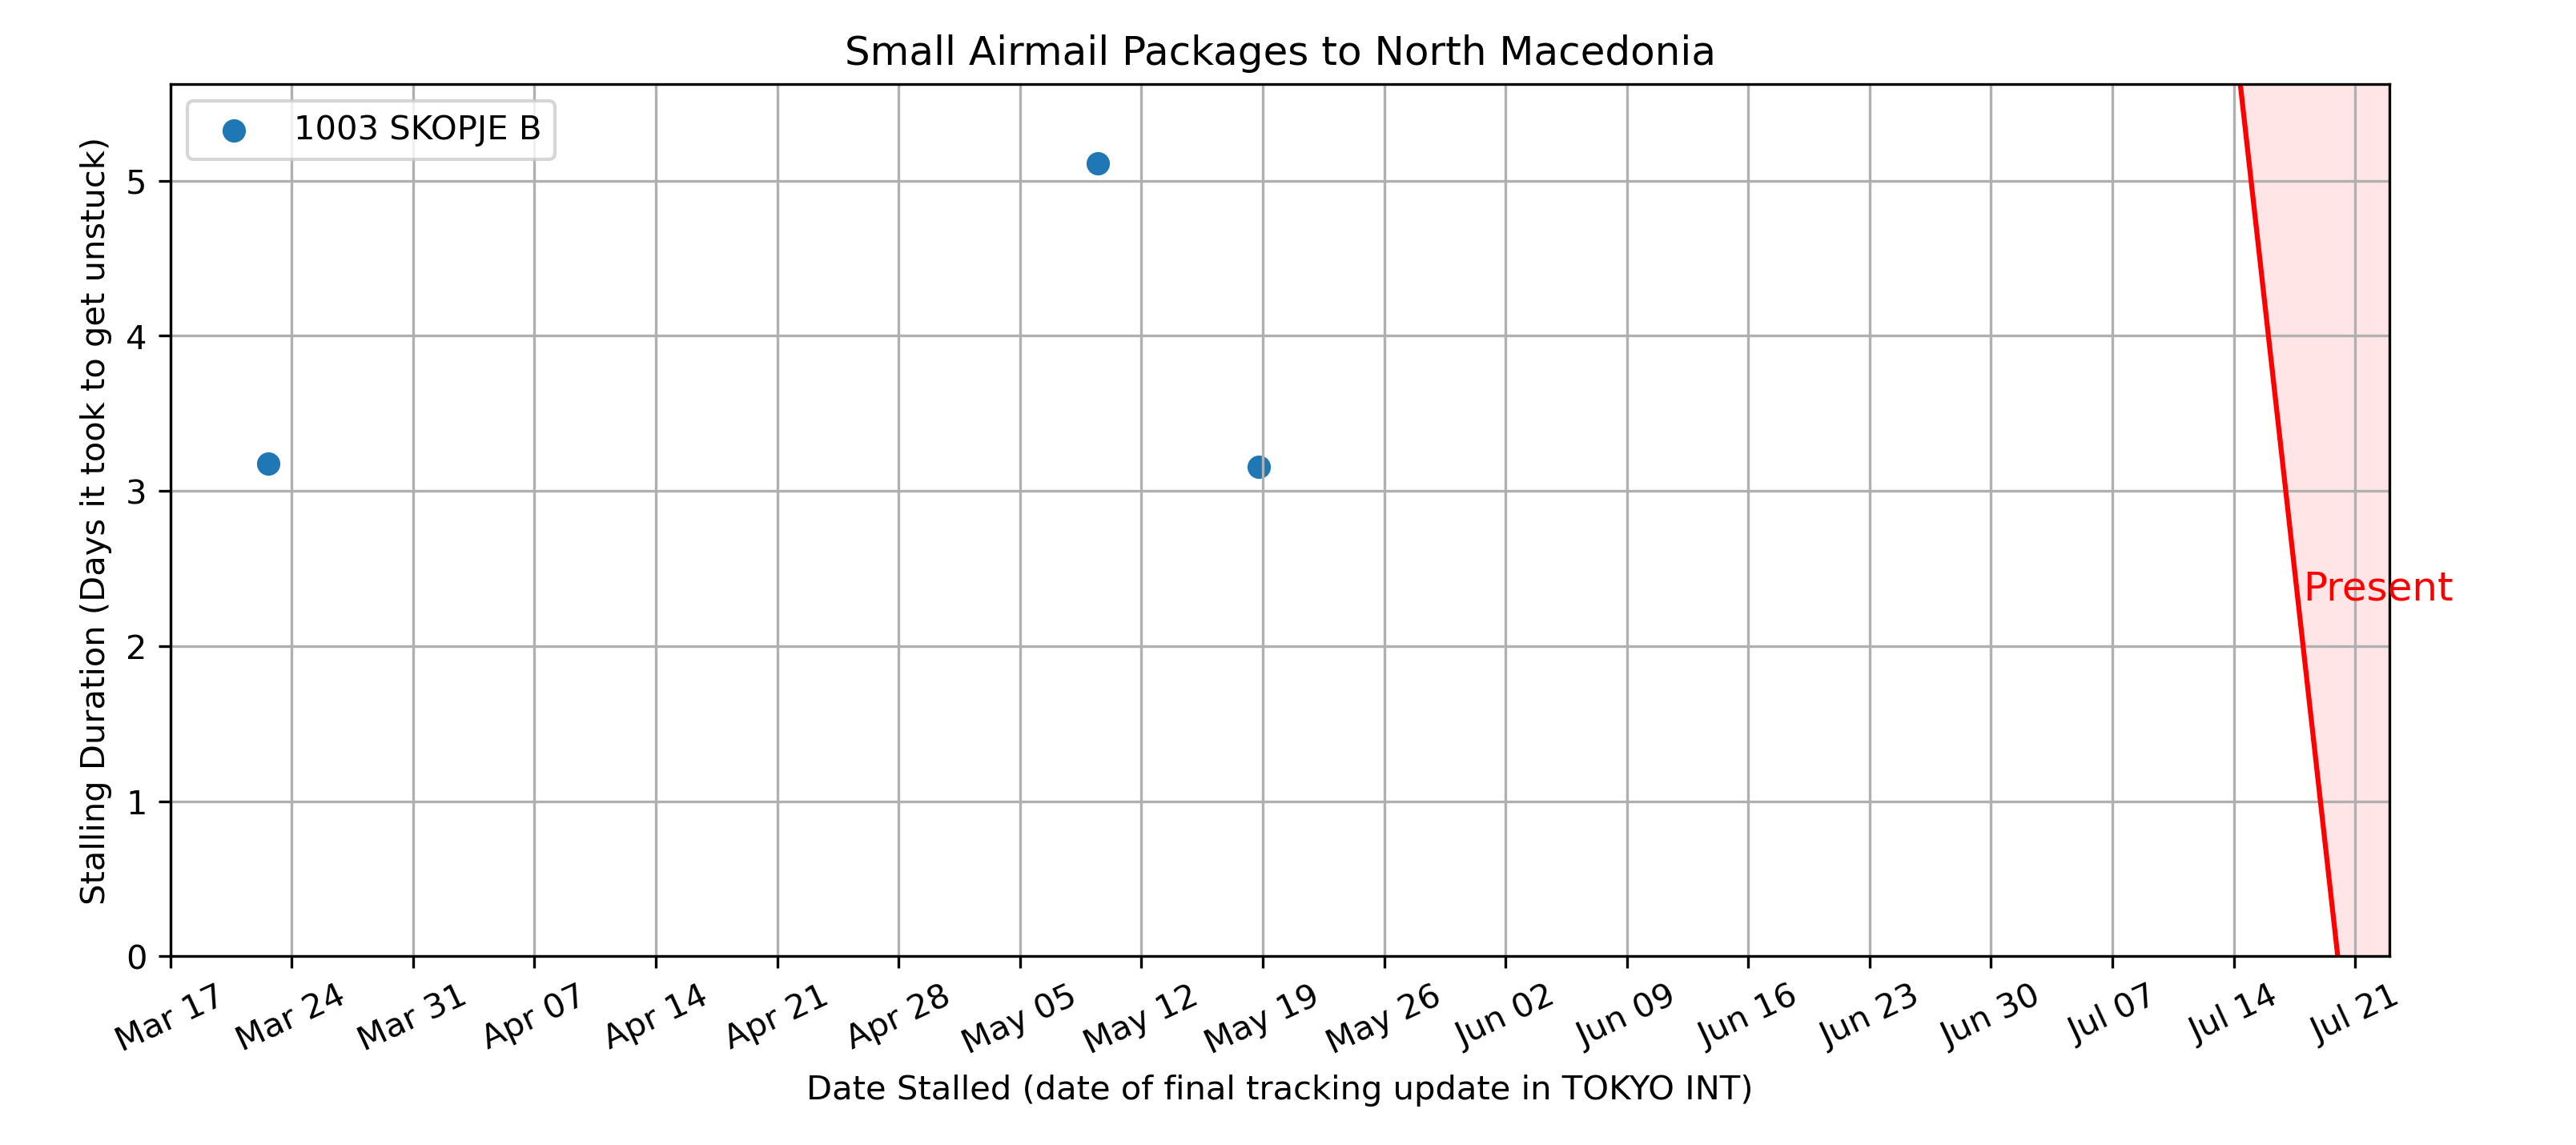 Small Airmail Packages to North Macedonia
1003 SKOPJE B
Stalling Duration (Days it took to get unstuck)
5
4
3
2
1
0
Present
Mar 17
Mar 24
Mar 31
Apr 07
Apr 14
Apr 21
Apr 28
May 05
May 12
May 19
May 26
Jun 02
Jun 09
Jun 16
Jun 23
Jun 30
Jul 07
Jul 14
Jul 21
Date Stalled (date of final tracking update in TOKYO INT)